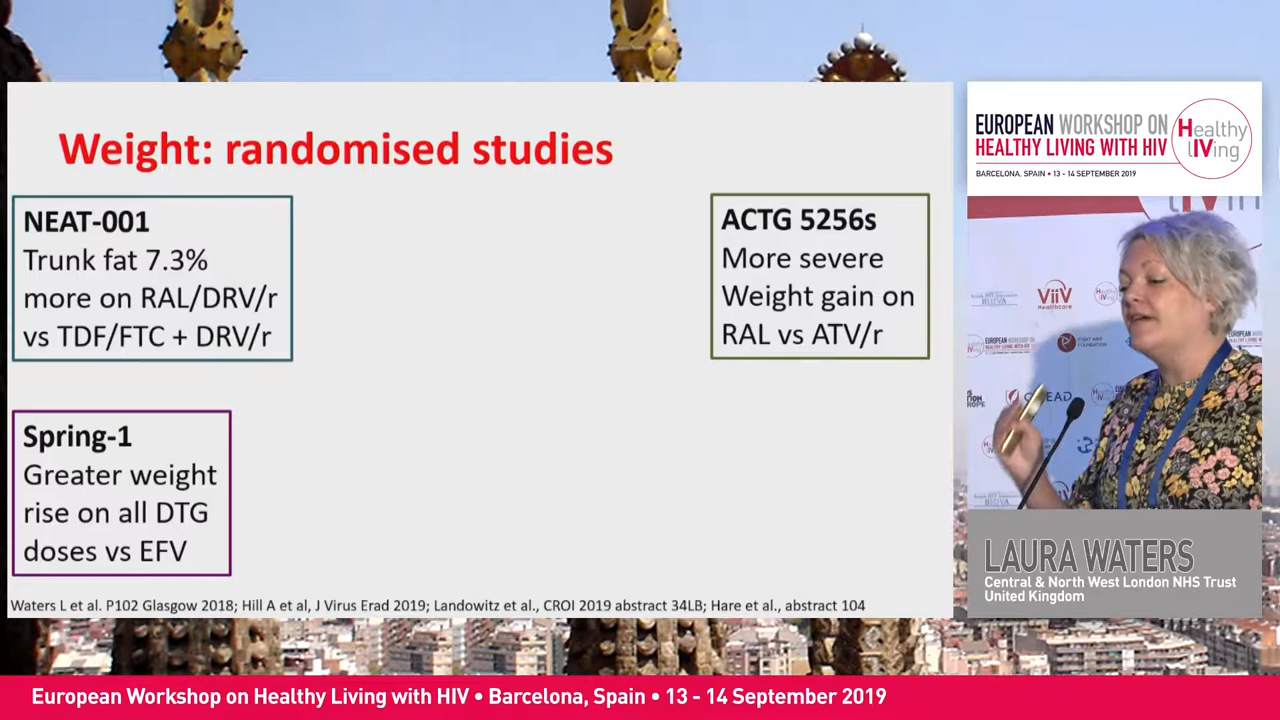 Weight: randomised studies
NEAT-001
Trunk fat 7.3%
more on RAL/DRV/r
vs TDF/FTC + DRV/r
ACTG 5256s
More severe
Weight gain on
RAL vs ATV/r
Spring-1
Greater weight
rise on all DTG
doses vs EFV
Waters L et al. P102 Glasgow 2018; Hill A et al, J Virus Erad 2019; Landowitz et al., CROI 2019 abstract 34LB; Hare et al., abstract 104
EUROPEAN WORKSHOP ON
HEALTHY LIVING WITH HIV
Healthy
lIVing
BARCELONA, SPAIN • 13 - 14 SEPTEMBER 2019
ViiV
Healthcare
LAURA WATERS
Central & North West London NHS Trust
United Kingdom
European Workshop on Healthy Living with HIV • Barcelona, Spain • 13 - 14 September 2019